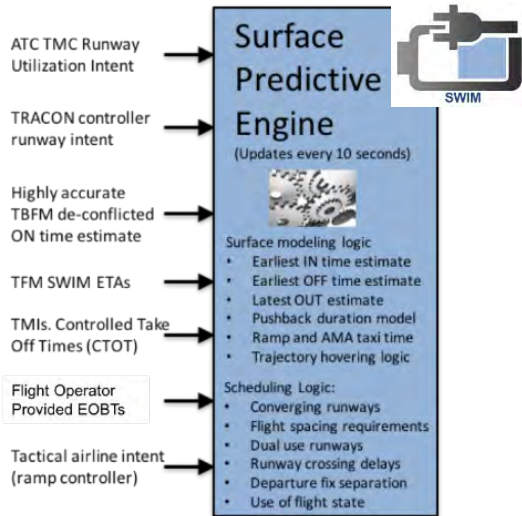 ATC TMC Runway
Utilization Intent
TRACON controller
runway intent
Highly accurate
TBFM de-conflicted
ON time estimate
TFM SWIM ETAs
TMIs. Controlled Take
Off Times (CTOT)
Flight Operator
Provided EOBTs
Tactical airline intent
(ramp controller)
Surface
Predictive
Engine
(Updates every 10 seconds)
Surface modeling logic
• Earliest IN time estimate
• Earliest OFF time estimate
• Latest OUT estimate
• Pushback duration model
• Ramp and AMA taxi time
• Trajectory hovering logic
Scheduling Logic:
• Converging runways
• Flight spacing requirements
• Dual use runways
• Runway crossing delays
• Departure fix separation
• Use of flight state
SWIM